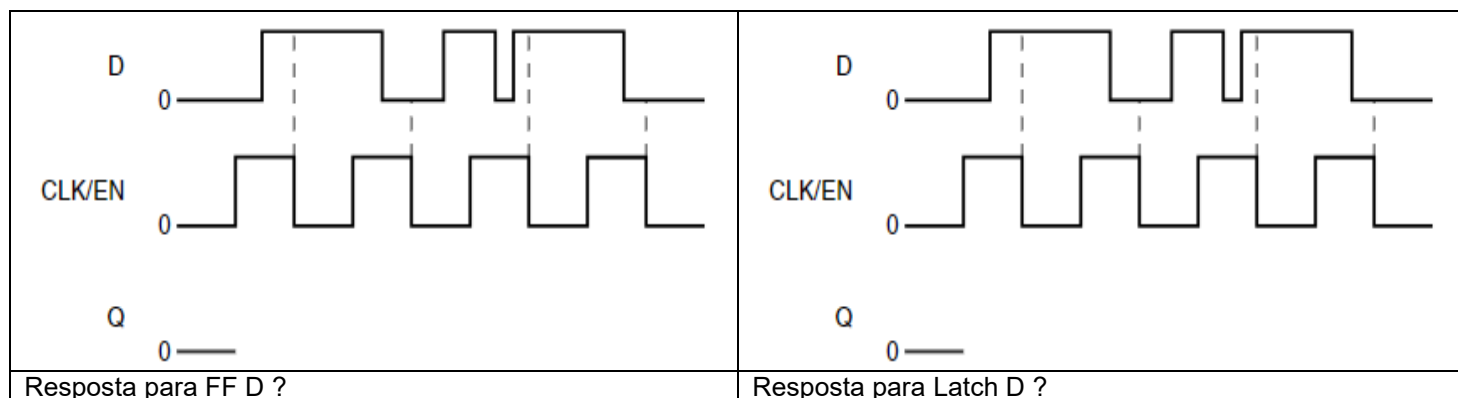 D
0
CLK/EN
0
Q
0
Resposta para FF D ?
D
0
CLK/EN
0
Q
0
Resposta para Latch D ?